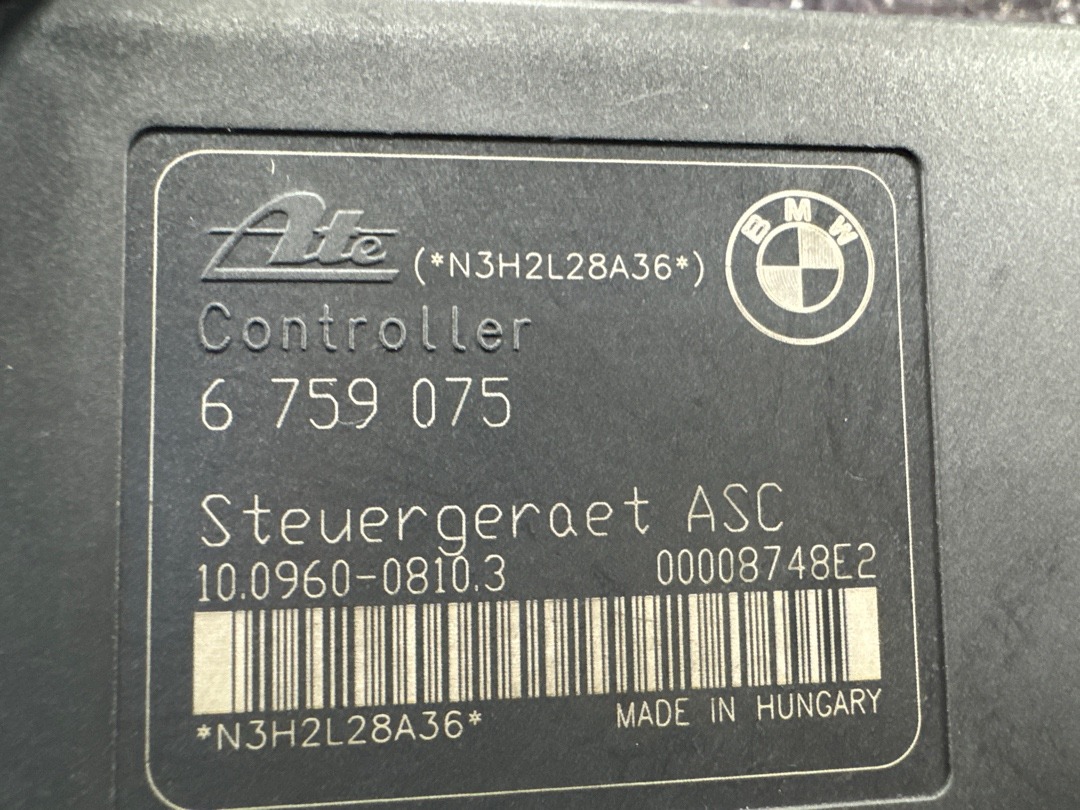 Ate (*N3H2L28A36*) BMW
Controller
6 759 075
Steuergeraet ASC
10.0960-0810.3 00008748E2
*N3H2L28A36* MADE IN HUNGARY